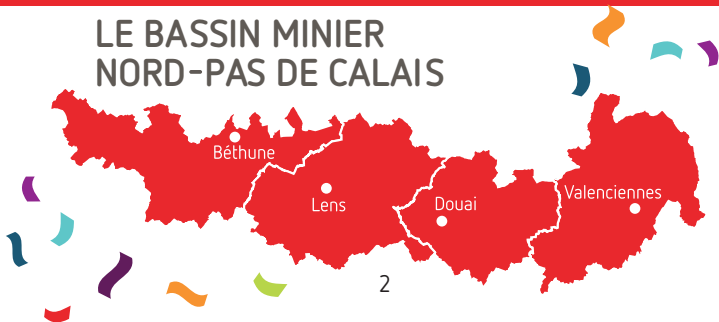 LE BASSIN MINIER
NORD-PAS DE CALAIS
Béthune
Lens
Douai
Valenciennes
2